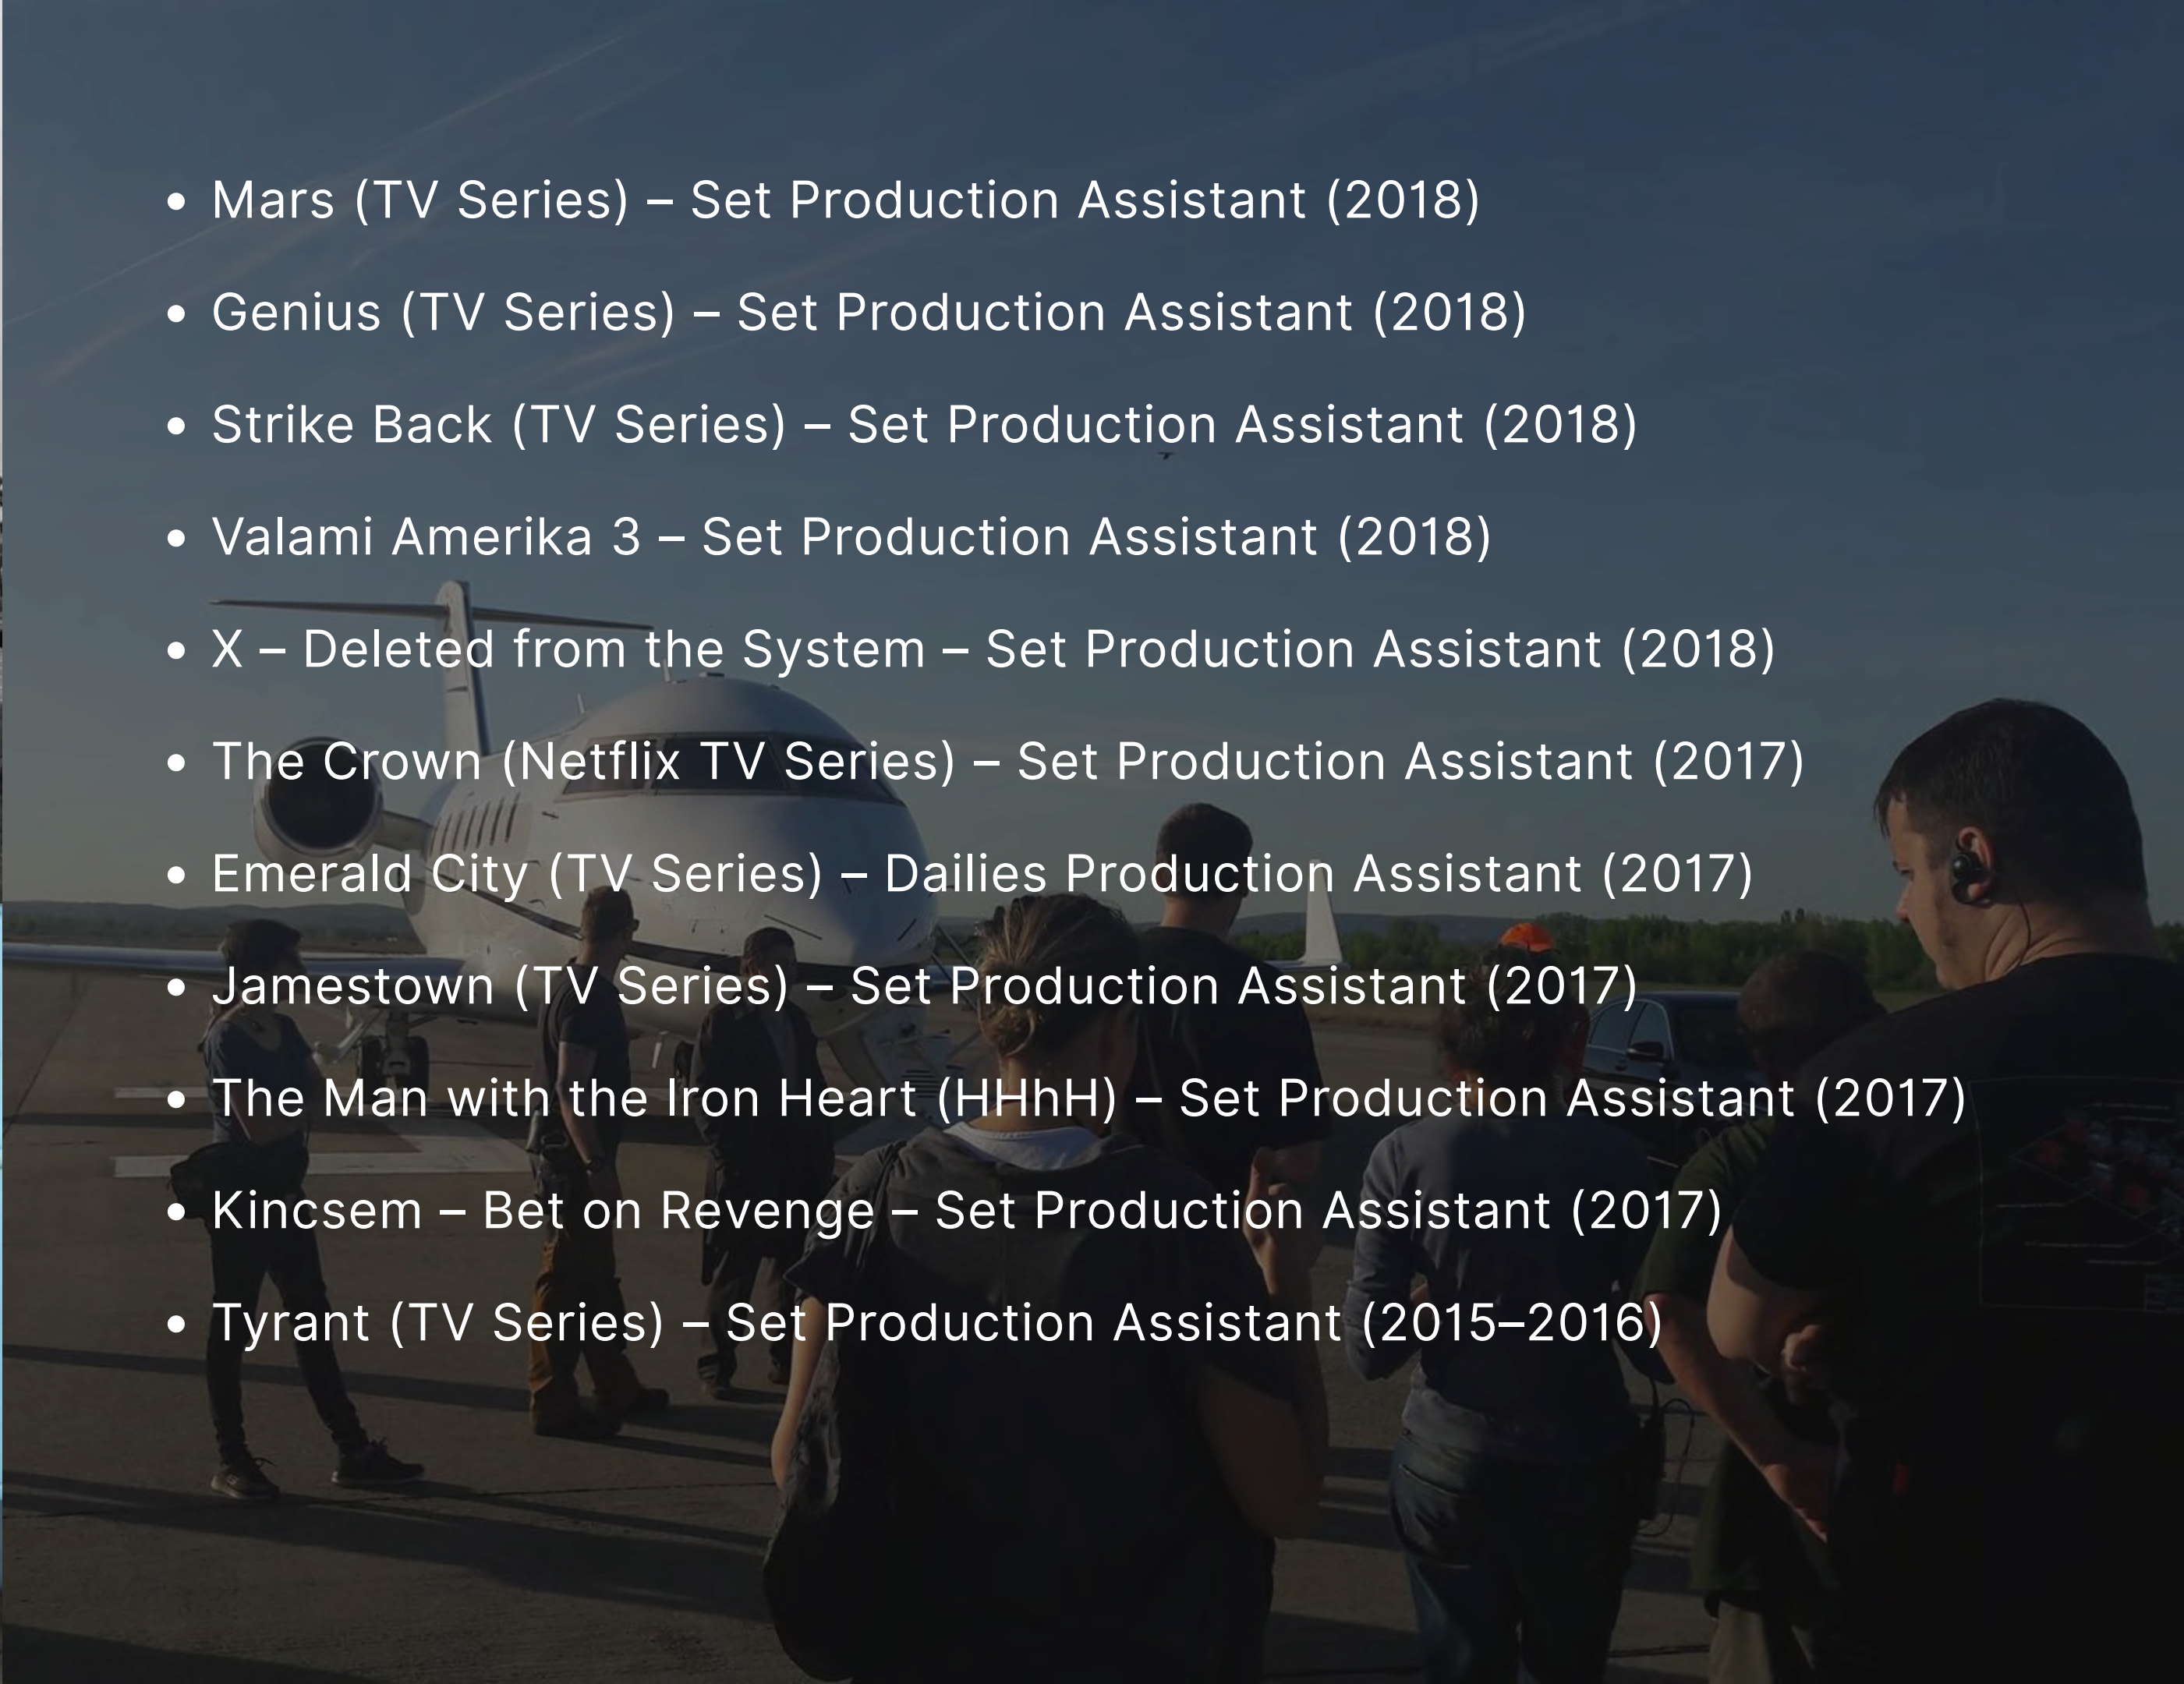 • Mars (TV Series) – Set Production Assistant (2018)
• Genius (TV Series) – Set Production Assistant (2018)
• Strike Back (TV Series) – Set Production Assistant (2018)
• Valami Amerika 3 – Set Production Assistant (2018)
• X – Deleted from the System – Set Production Assistant (2018)
• The Crown (Netflix TV Series) – Set Production Assistant (2017)
• Emerald City (TV Series) – Dailies Production Assistant (2017)
• Jamestown (TV Series) – Set Production Assistant (2017)
• The Man with the Iron Heart (HHhH) – Set Production Assistant (2017)
• Kincsem – Bet on Revenge – Set Production Assistant (2017)
• Tyrant (TV Series) – Set Production Assistant (2015–2016)